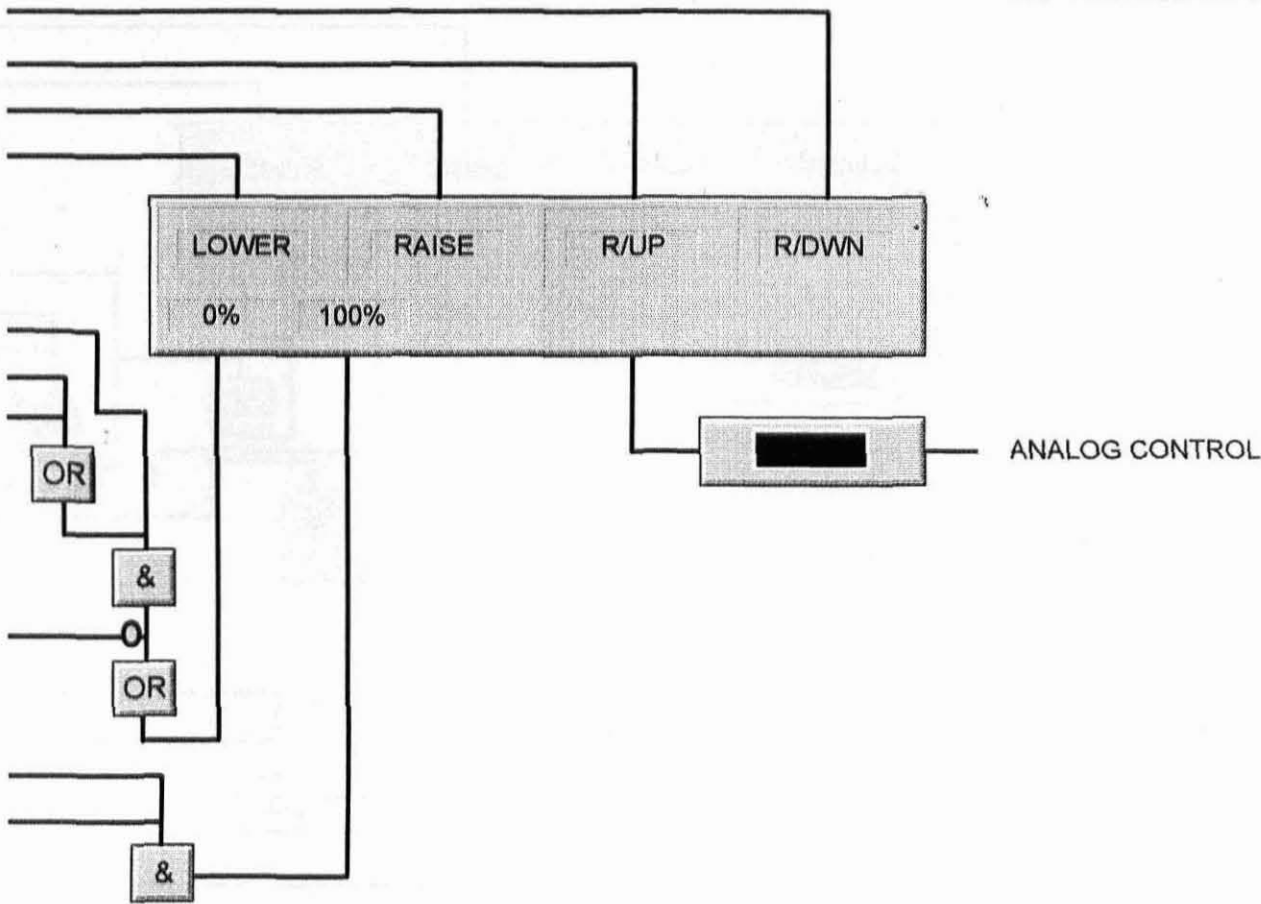 LOWER RAISE R/UP R/DWN
0% 100%
ANALOG CONTROL
OR
&
O
OR
&